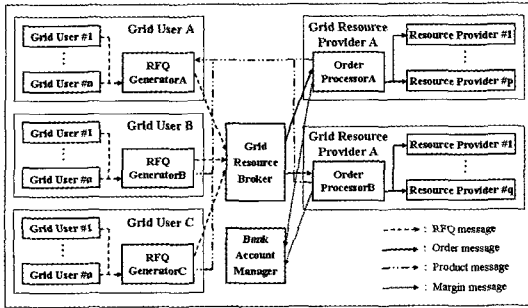 Grid User A
Grid User #1
Grid User #n
RFQ
GeneratorA
Grid User B
Grid User #1
Grid User #n
RFQ
GeneratorB
Grid User C
Grid User #1
Grid User #n
RFQ
GeneratorC
Grid
Resource
Broker
Bank
Account
Manager
Grid Resource
Provider A
Order
ProcessorA
Resource Provider #1
Resource Provider #p
Grid Resource
Provider A
Order
ProcessorB
Resource Provider #1
Resource Provider #q
: RFQ message
: Order message
: Product message
: Margin message